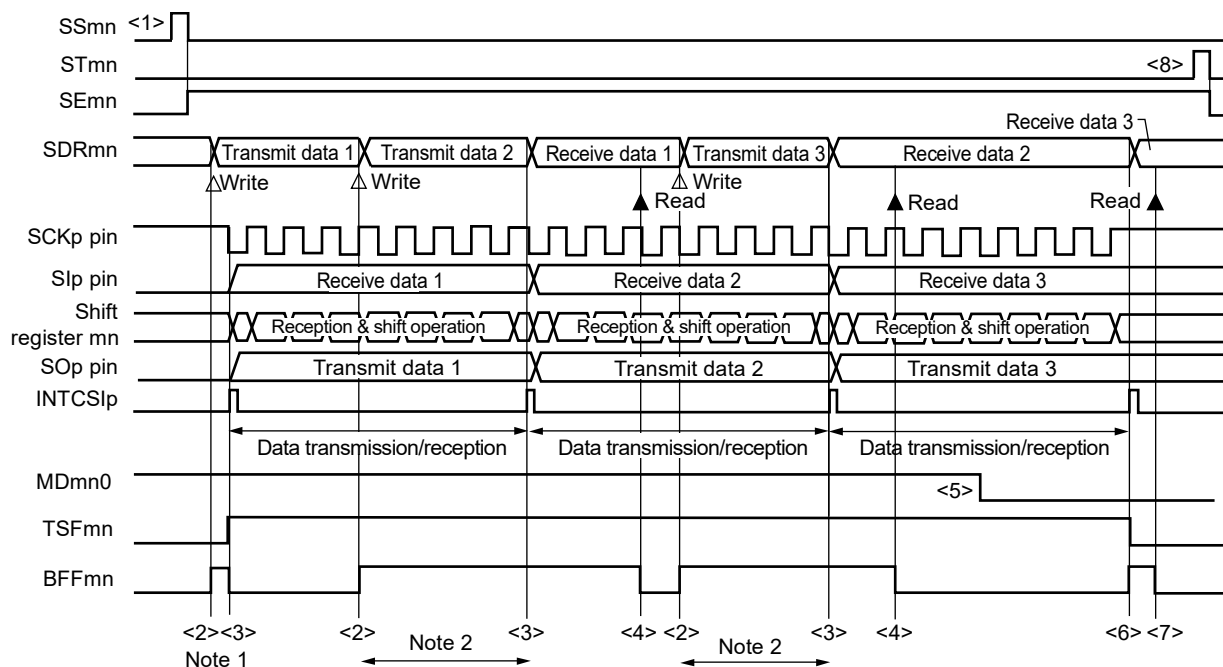 SSmn <1>
STmn <8>
SEmn
Receive data 3
SDRmn Transmit data 1 Transmit data 2 Receive data 1 Transmit data 3 Receive data 2
Write Write Write
Read Read Read
SCKp pin
SIp pin Receive data 1 Receive data 2 Receive data 3
Shift
register mn Reception & shift operation Reception & shift operation Reception & shift operation
SOp pin Transmit data 1 Transmit data 2 Transmit data 3
INTCSIp
Data transmission/reception Data transmission/reception Data transmission/reception
MDmn0 <5>
TSFmn
BFFmn
<2> <3> <2> <3> <4> <2> <3> <4> <6> <7>
Note 1 Note 2 Note 2